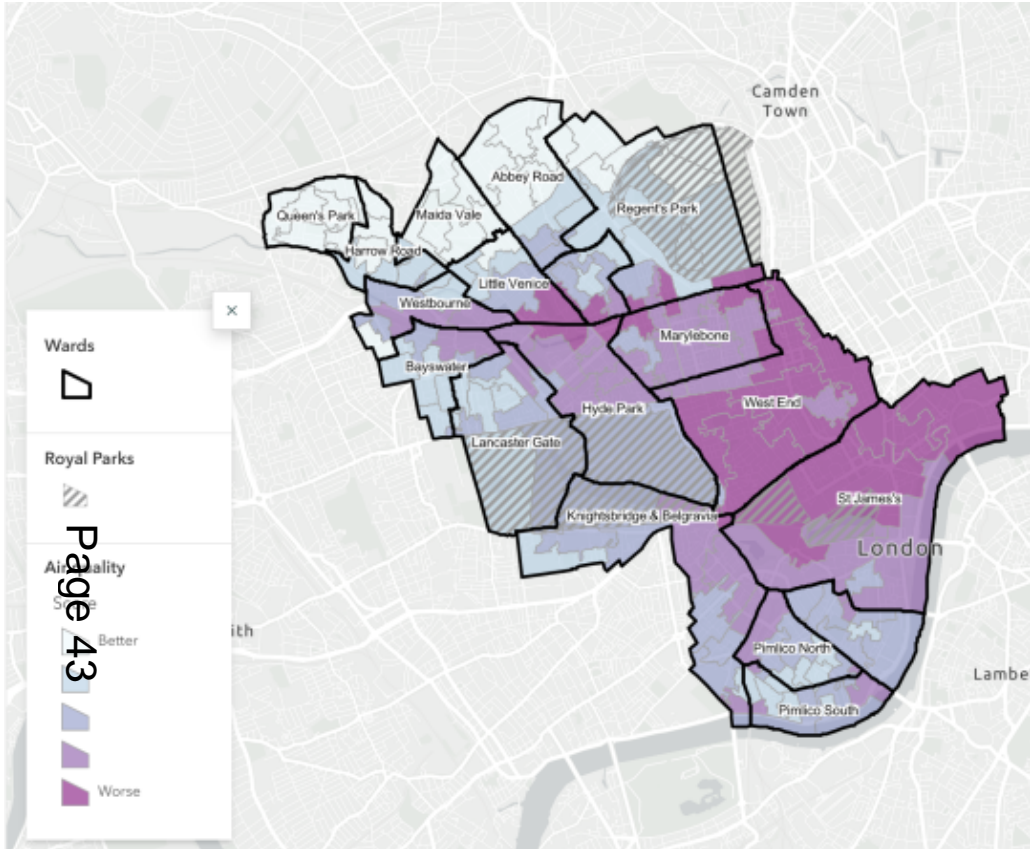 Camden
Town
Abbey Road
Queen's Park
Maida Vale
Regent's Park
Harrow Road
Little Venice
Westbourne
Marylebone
Bayswater
West End
Hyde Park
Lancaster Gate
St James's
Knightsbridge & Belgravia
London
Pimlico North
Pimlico South
Lambe
ith
×
Wards
Royal Parks
Air Quality
Score
Better
Worse
Page 43